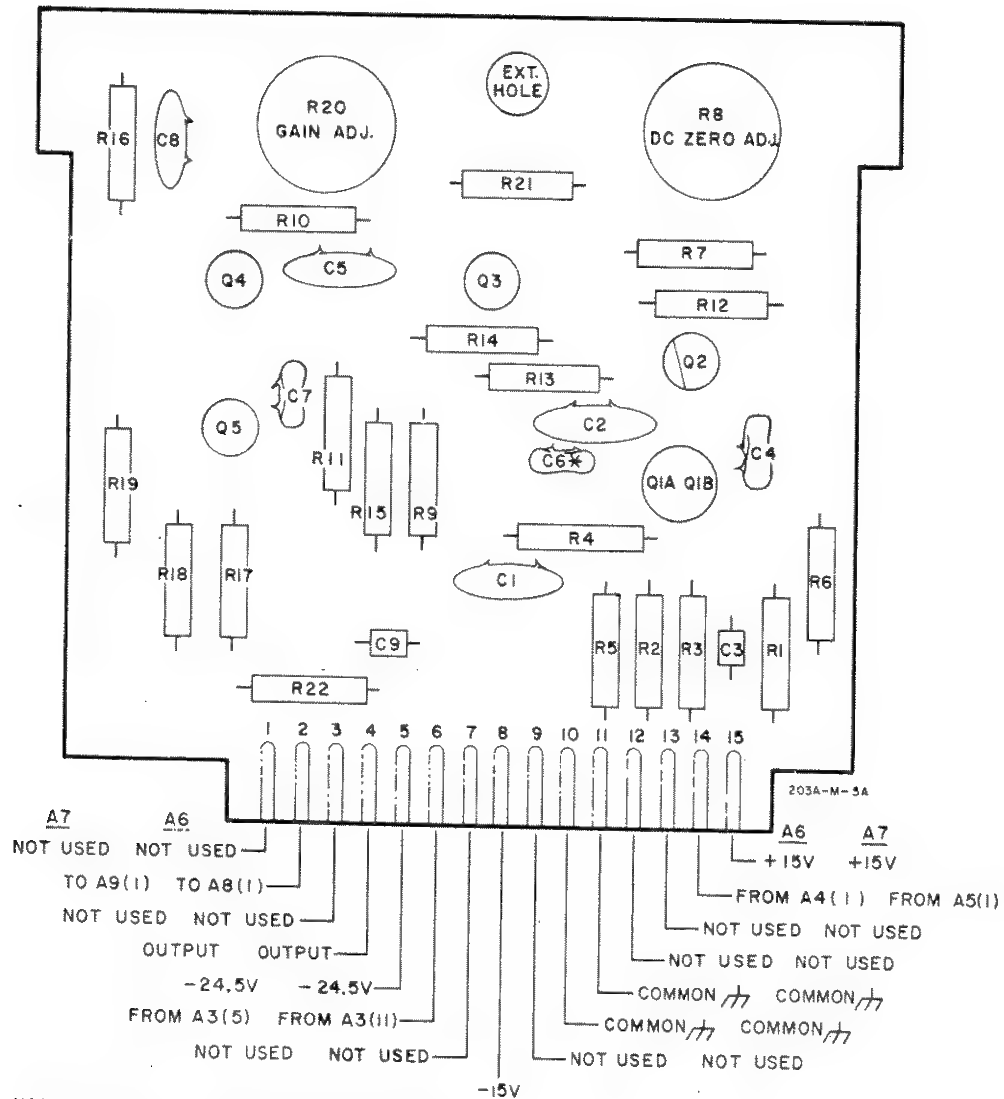 EXT.
HOLE
R20
GAIN ADJ.
R8
DC ZERO ADJ.
R16
C8
R21
R10
R7
C5
Q4
Q3
R12
R14
Q2
R13
C7
C2
Q5
R11
C6*
C4
R19
Q1A Q1B
R15
R9
R4
R18
R17
C1
R6
C9
R5
R2
R3
C3
R1
R22
1 2 3 4 5 6 7 8 9 10 11 12 13 14 15
203A-M-3A
A7 A6
NOT USED NOT USED
TO A9(1) TO A8(1)
NOT USED NOT USED
OUTPUT OUTPUT
-24.5V -24.5V
FROM A3(5) FROM A3(11)
NOT USED NOT USED
-15V
A6 A7
+15V +15V
FROM A4(1) FROM A5(1)
NOT USED NOT USED
NOT USED NOT USED
COMMON COMMON
COMMON COMMON
NOT USED NOT USED